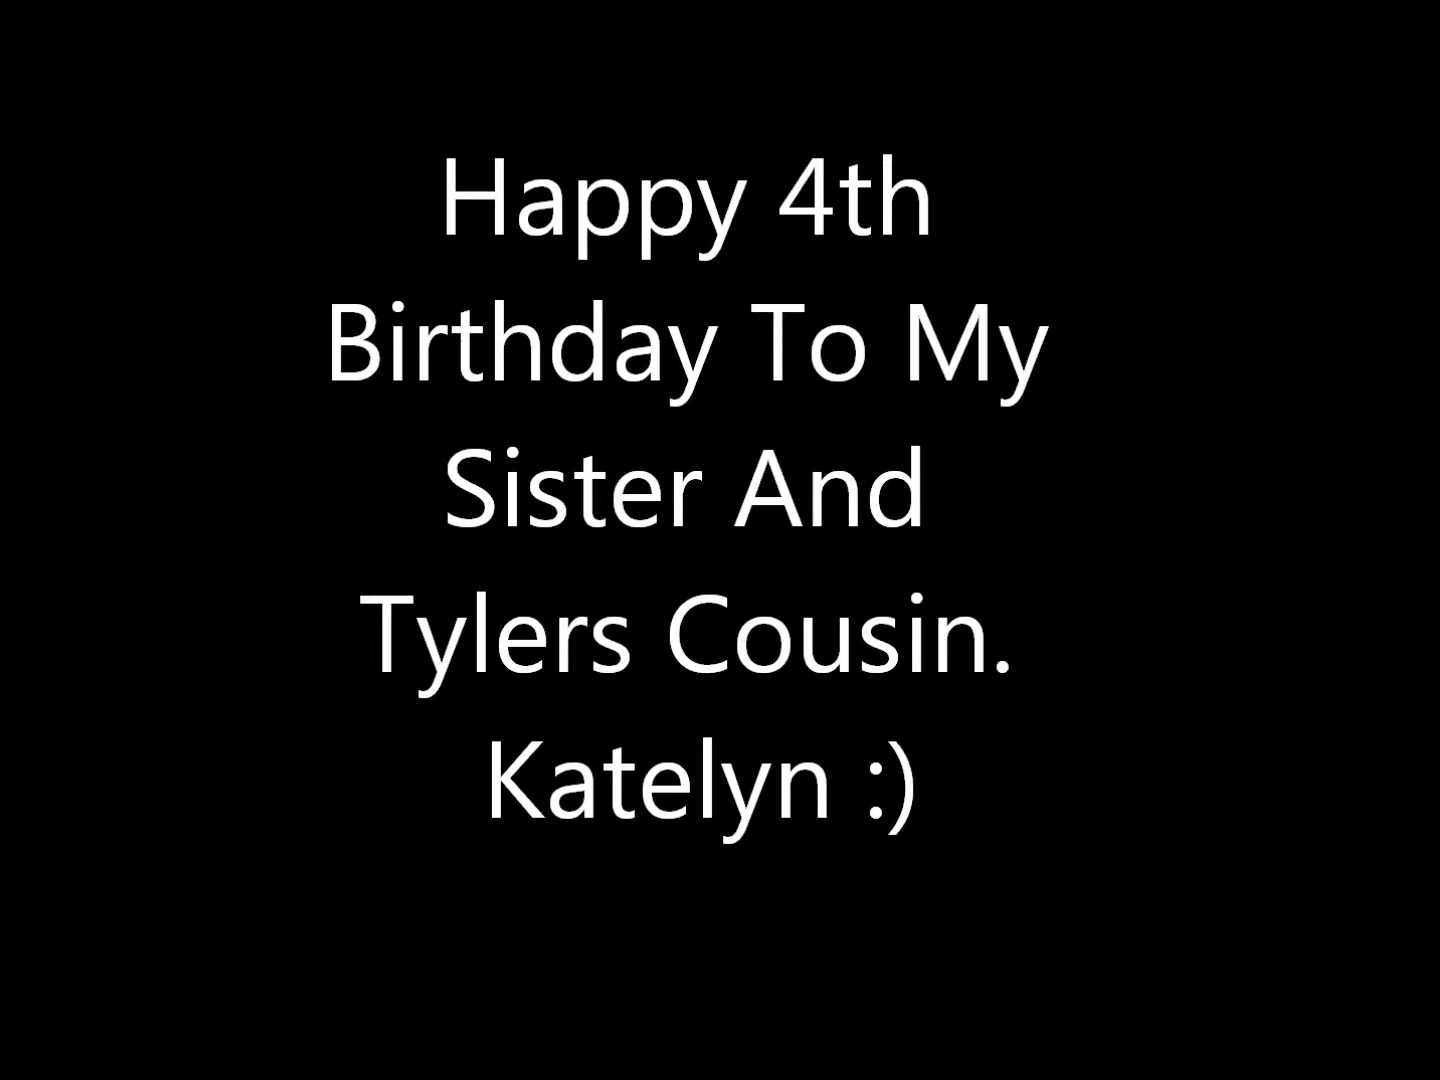 Happy 4th
Birthday To My
Sister And
Tylers Cousin.
Katelyn :)